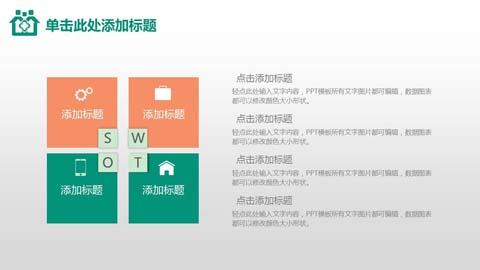 单击此处添加标题
添加标题
添加标题
S
W
O
T
添加标题
添加标题
点击添加标题
轻点此处输入文字内容，PPT模板所有文字图片都可编辑，数据图表
都可以修改颜色大小形状。
点击添加标题
轻点此处输入文字内容，PPT模板所有文字图片都可编辑，数据图表
都可以修改颜色大小形状。
点击添加标题
轻点此处输入文字内容，PPT模板所有文字图片都可编辑，数据图表
都可以修改颜色大小形状。
点击添加标题
轻点此处输入文字内容，PPT模板所有文字图片都可编辑，数据图表
都可以修改颜色大小形状。